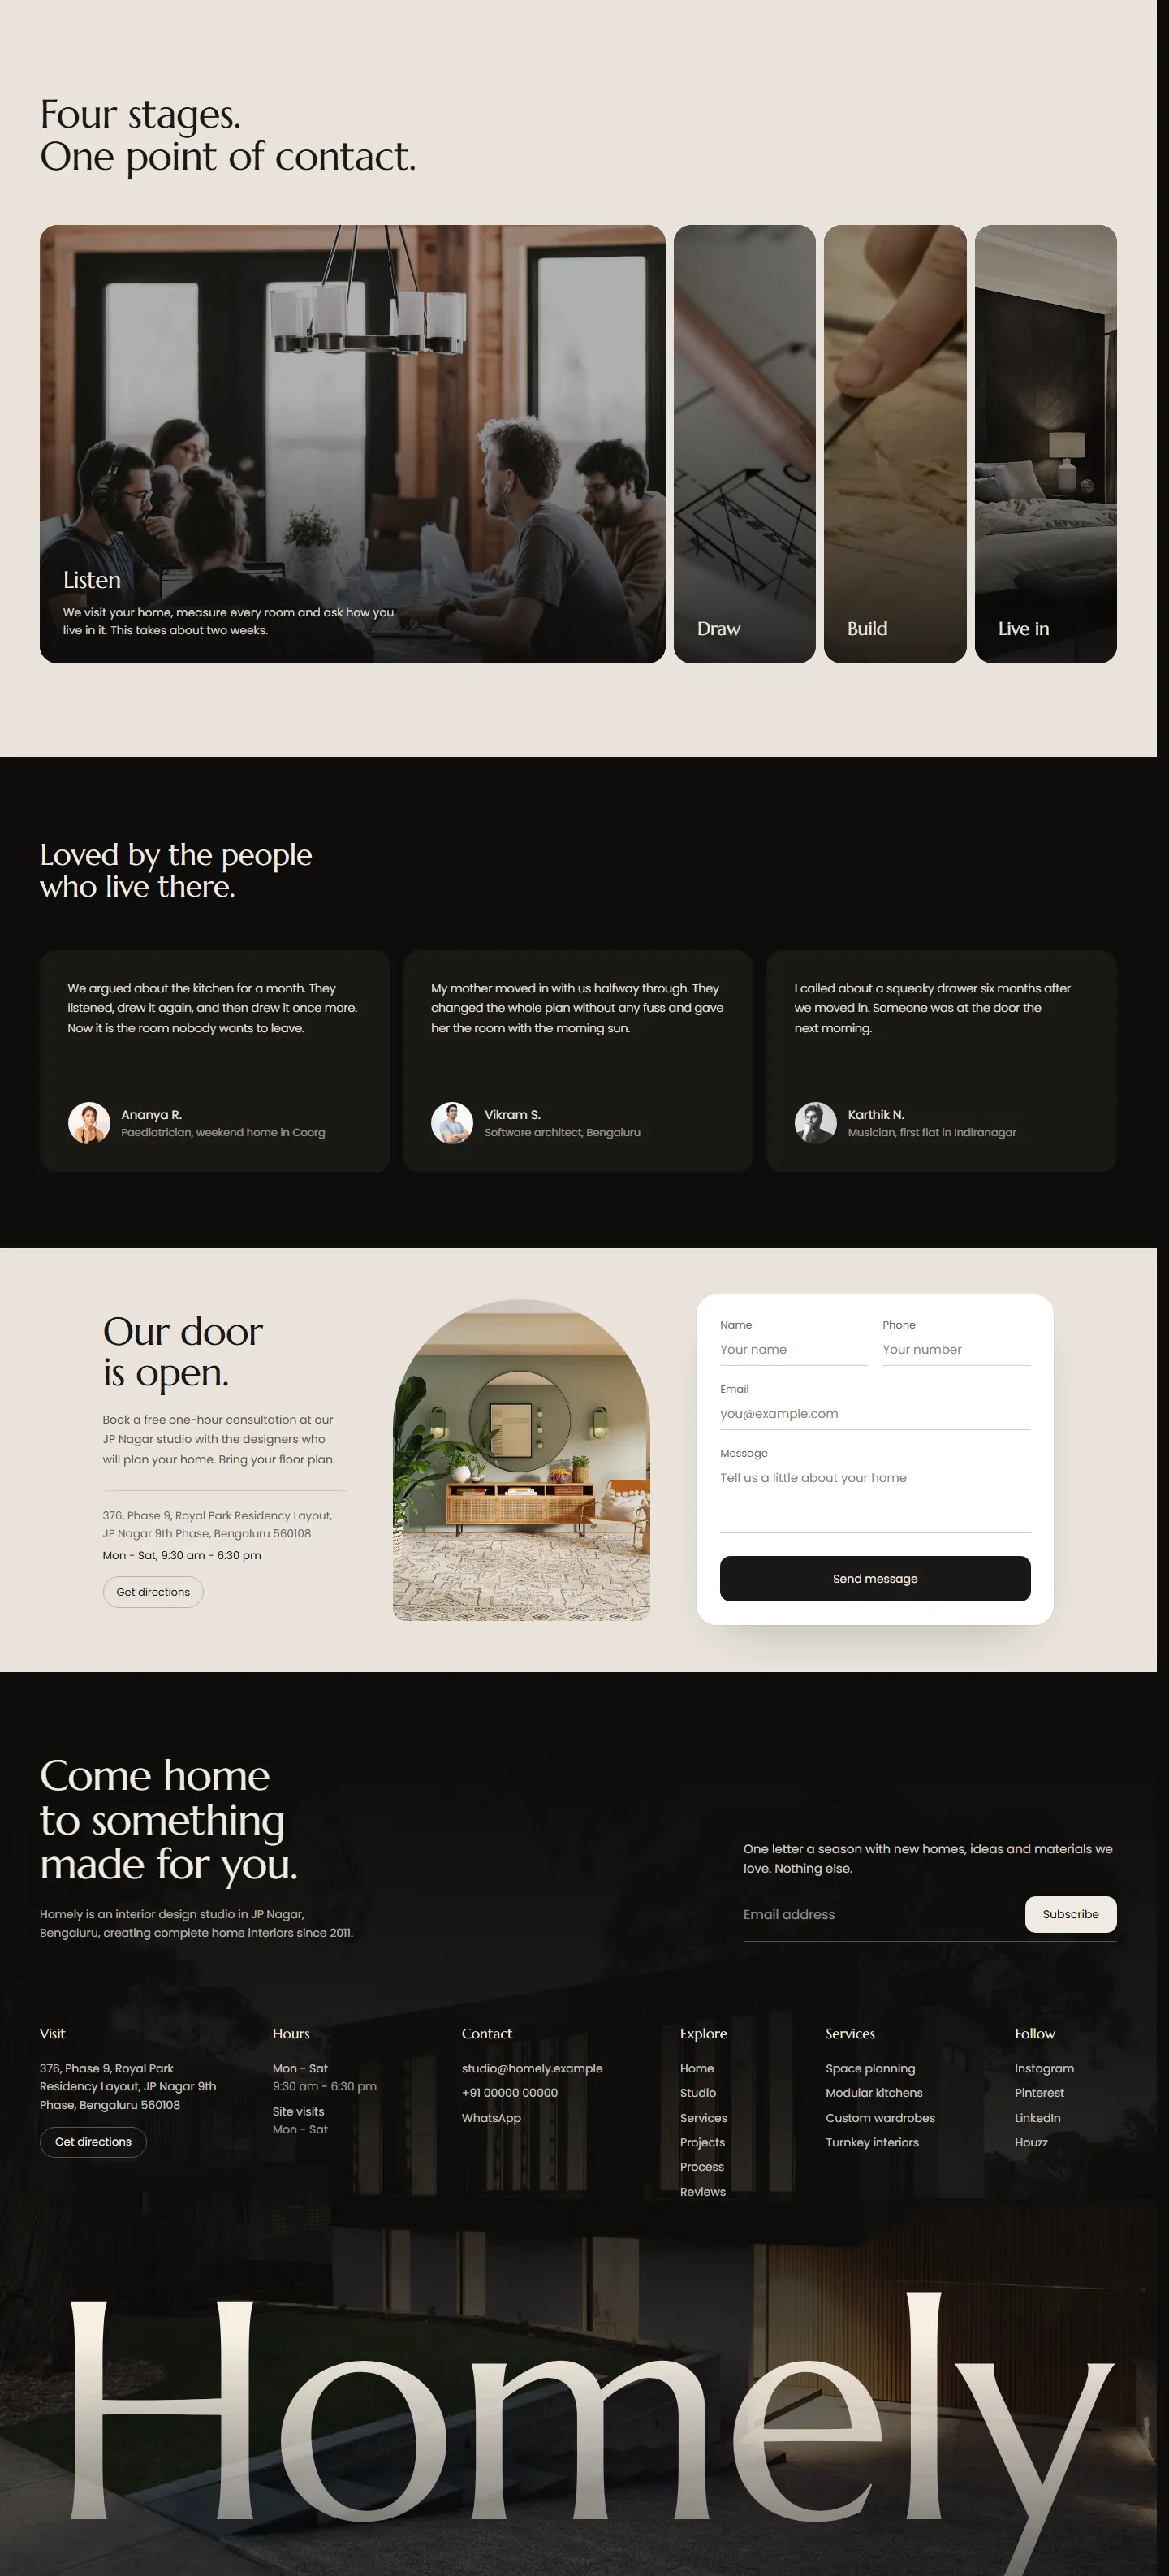 Four stages.
One point of contact.
Listen
We visit your home, measure every room and ask how you
live in it. This takes about two weeks.
Draw
Build
Live in
Loved by the people
who live there.
We argued about the kitchen for a month. They
listened, drew it again, and then drew it once more.
Now it is the room nobody wants to leave.
Ananya R.
Paediatrician, weekend home in Coorg
My mother moved in with us halfway through. They
changed the whole plan without any fuss and gave
her the room with the morning sun.
Vikram S.
Software architect, Bengaluru
I called about a squeaky drawer six months after
we moved in. Someone was at the door the
next morning.
Karthik N.
Musician, first flat in Indiranagar
Our door
is open.
Book a free one-hour consultation at our
JP Nagar studio with the designers who
will plan your home. Bring your floor plan.
376, Phase 9, Royal Park Residency Layout,
JP Nagar 9th Phase, Bengaluru 560108
Mon - Sat, 9:30 am - 6:30 pm
Get directions
Name
Your name
Phone
Your number
Email
you@example.com
Message
Tell us a little about your home
Send message
Come home
to something
made for you.
Homely is an interior design studio in JP Nagar,
Bengaluru, creating complete home interiors since 2011.
One letter a season with new homes, ideas and materials we
love. Nothing else.
Email address
Subscribe
Visit
376, Phase 9, Royal Park
Residency Layout, JP Nagar 9th
Phase, Bengaluru 560108
Get directions
Hours
Mon - Sat
9:30 am - 6:30 pm
Site visits
Mon - Sat
Contact
studio@homely.example
+91 00000 00000
WhatsApp
Explore
Home
Studio
Services
Projects
Process
Reviews
Services
Space planning
Modular kitchens
Custom wardrobes
Turnkey interiors
Follow
Instagram
Pinterest
LinkedIn
Houzz
Homely